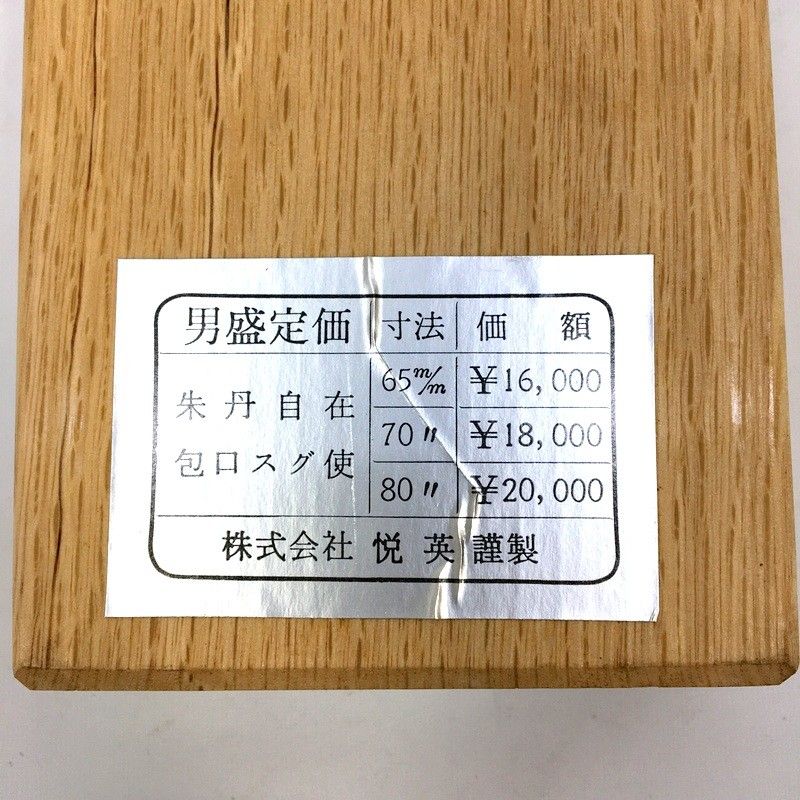 男盛定価 寸法 価額
朱丹自在 65m/m ¥16,000
70〃 ¥18,000
包口スグ使 80〃 ¥20,000
株式会社 悦英謹製